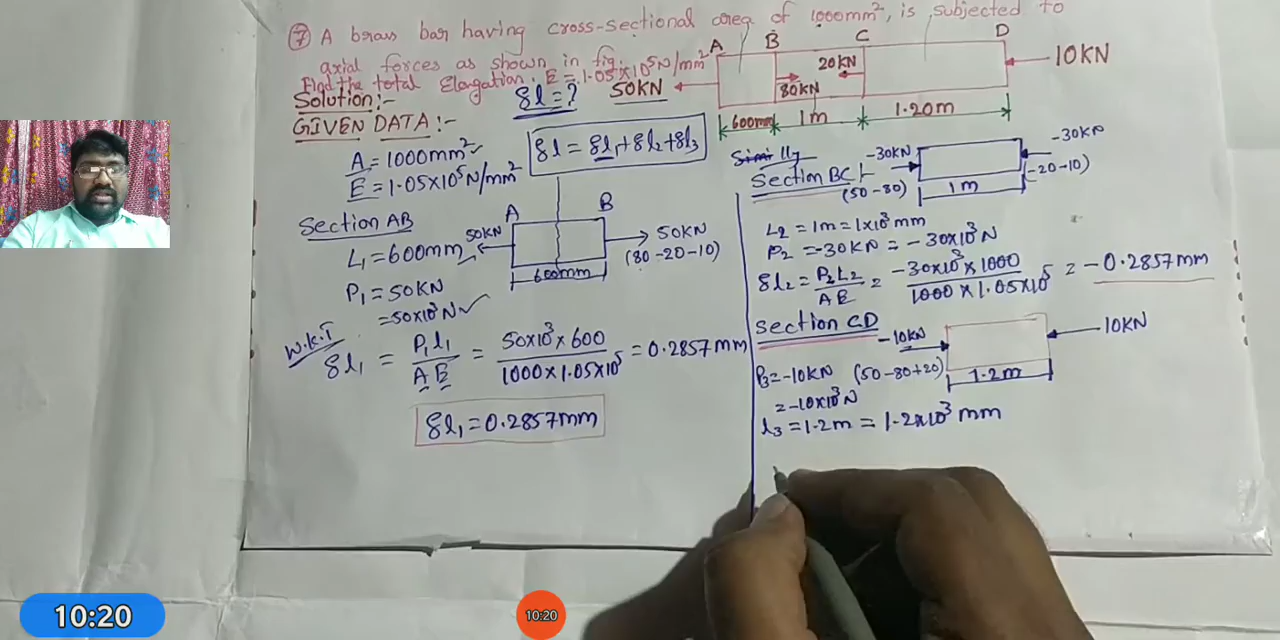 ⑦ A brass bar having cross-sectional area of 1000mm², is subjected to
axial forces as shown in fig.
Find the total Elongation. E = 1.05×10⁵N/mm²
A B C D
50KN 80KN 20KN 10KN
600mm 1m 1.20m
Solution:-
δl = ?
GIVEN DATA:-
A = 1000mm²
E = 1.05×10⁵N/mm²
δl = δl₁+δl₂+δl₃
Section AB
L₁ = 600mm
P₁ = 50KN
= 50×10³N
A B
50KN 50KN
(80-20-10)
600mm
W.K.T
δl₁ = P₁l₁/AE = 50×10³×600/1000×1.05×10⁵ = 0.2857mm
δl₁ = 0.2857mm
Simi lly
Section BC :-
-30KN -30KN
(50-80) (-20-10)
1m
L₂ = 1m = 1×10³mm
P₂ = -30KN = -30×10³N
δl₂ = P₂L₂/AE = -30×10³×1000/1000×1.05×10⁵ = -0.2857mm
Section CD
-10KN 10KN
P₃ = -10KN (50-80+20) 1.2m
= -10×10³N
l₃ = 1.2m = 1.2×10³mm
10:20
10:20